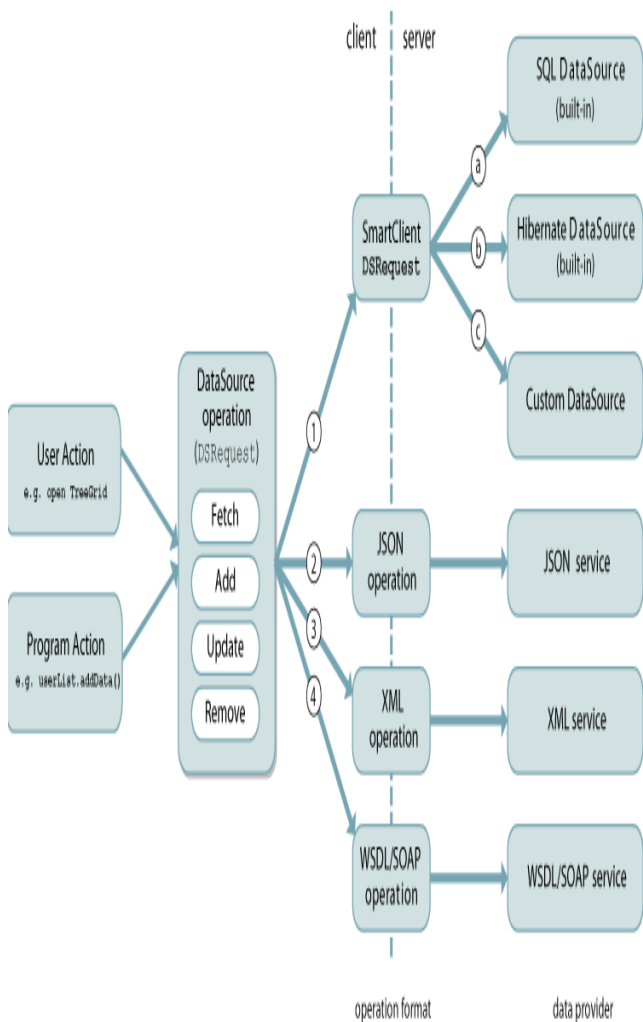 client
server
SQL DataSource
(built-in)
a
SmartClient
DSRequest
b
Hibernate DataSource
(built-in)
c
Custom DataSource
DataSource
operation
(DSRequest)
Fetch
Add
Update
Remove
User Action
e.g. open TreeGrid
Program Action
e.g. userList.addData()
1
2
JSON
operation
JSON service
3
XML
operation
XML service
4
WSDL/SOAP
operation
WSDL/SOAP service
operation format
data provider